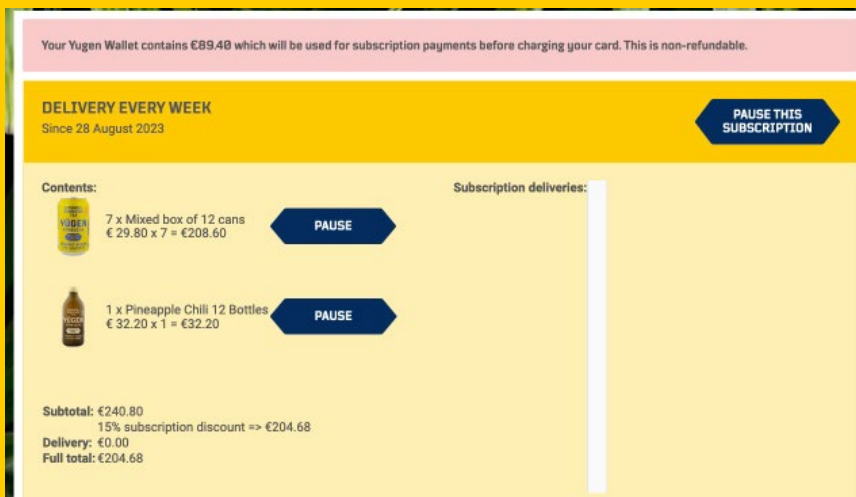 Your Yugen Wallet contains €89.40 which will be used for subscription payments before charging your card. This is non-refundable.
DELIVERY EVERY WEEK
Since 28 August 2023
PAUSE THIS
SUBSCRIPTION
Contents:
Subscription deliveries:
YŪGEN
7 x Mixed box of 12 cans
€ 29.80 x 7 = €208.60
PAUSE
YŪGEN
1 x Pineapple Chili 12 Bottles
€ 32.20 x 1 = €32.20
PAUSE
Subtotal: €240.80
15% subscription discount => €204.68
Delivery: €0.00
Full total: €204.68